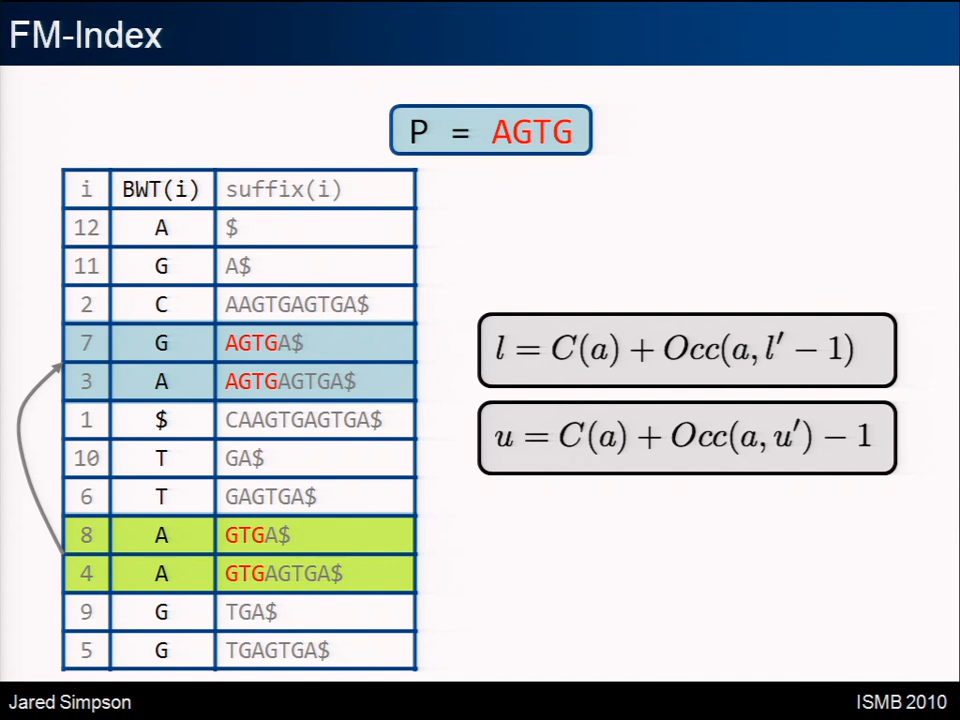 FM-Index
P = AGTG
i BWT(i) suffix(i)
12 A $
11 G A$
2 C AAGTGAGTGA$
7 G AGTGA$
3 A AGTGAGTGA$
1 $ CAAGTGAGTGA$
10 T GA$
6 T GAGTGA$
8 A GTGA$
4 A GTGAGTGA$
9 G TGA$
5 G TGAGTGA$
l = C(a) + Occ(a, l′ − 1)
u = C(a) + Occ(a, u′) − 1
Jared Simpson
ISMB 2010